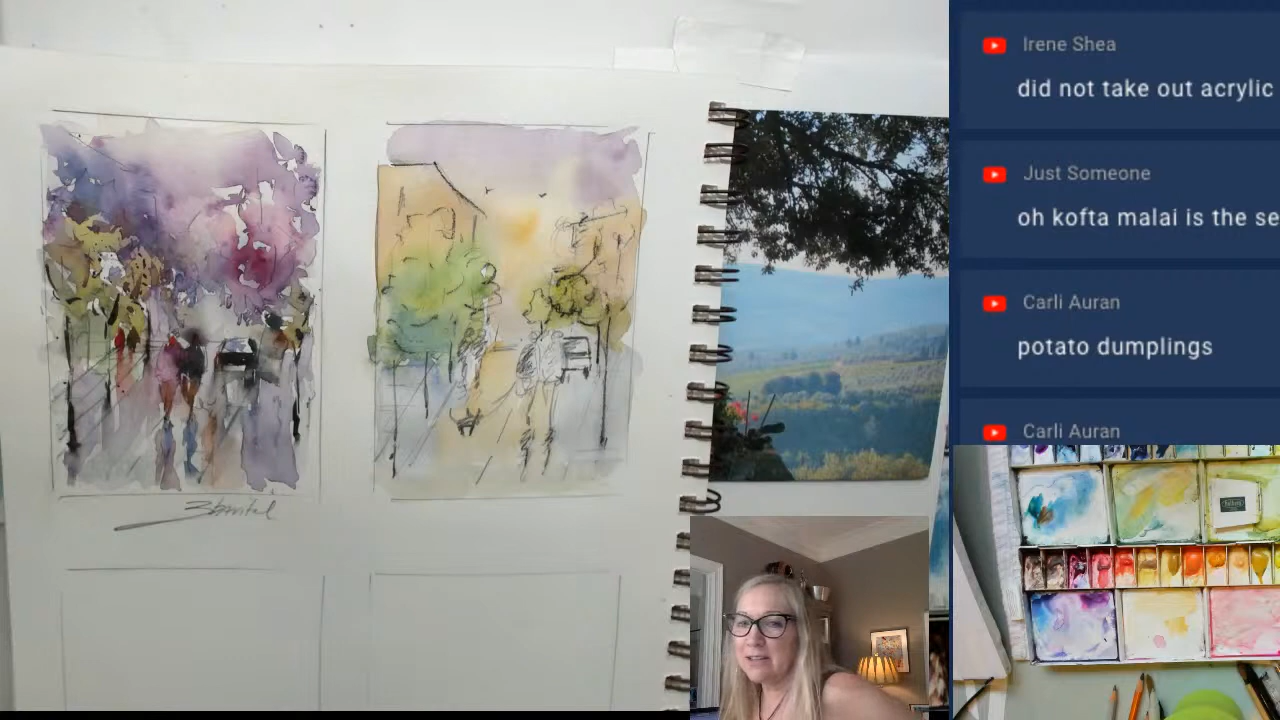 Irene Shea
did not take out acrylic
Just Someone
oh kofta malai is the se
Carli Auran
potato dumplings
Carli Auran